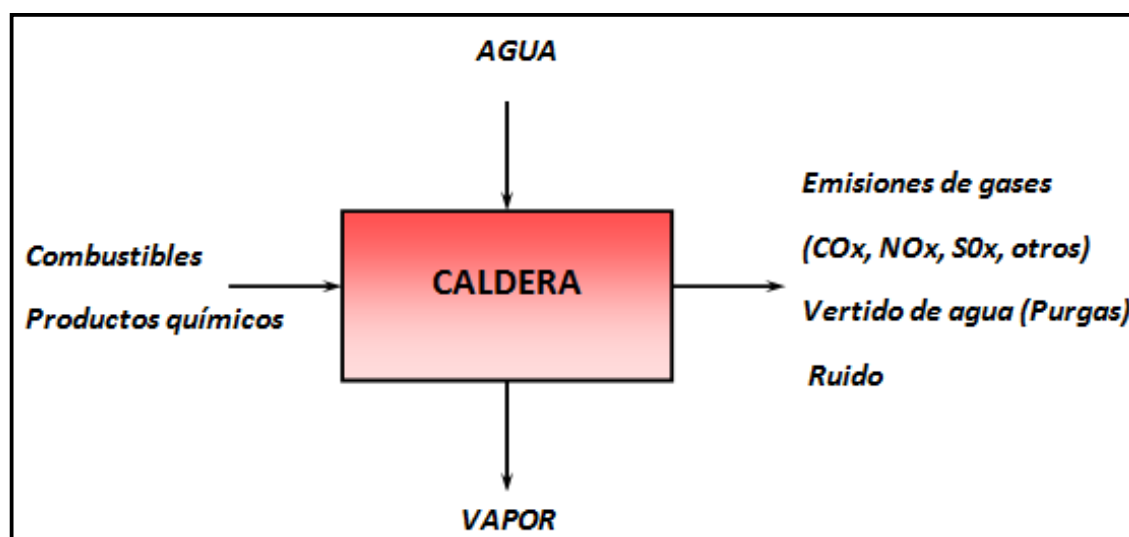 AGUA
Emisiones de gases
(COx, NOx, S0x, otros)
Combustibles
CALDERA
Productos químicos
Vertido de agua (Purgas)
Ruido
VAPOR